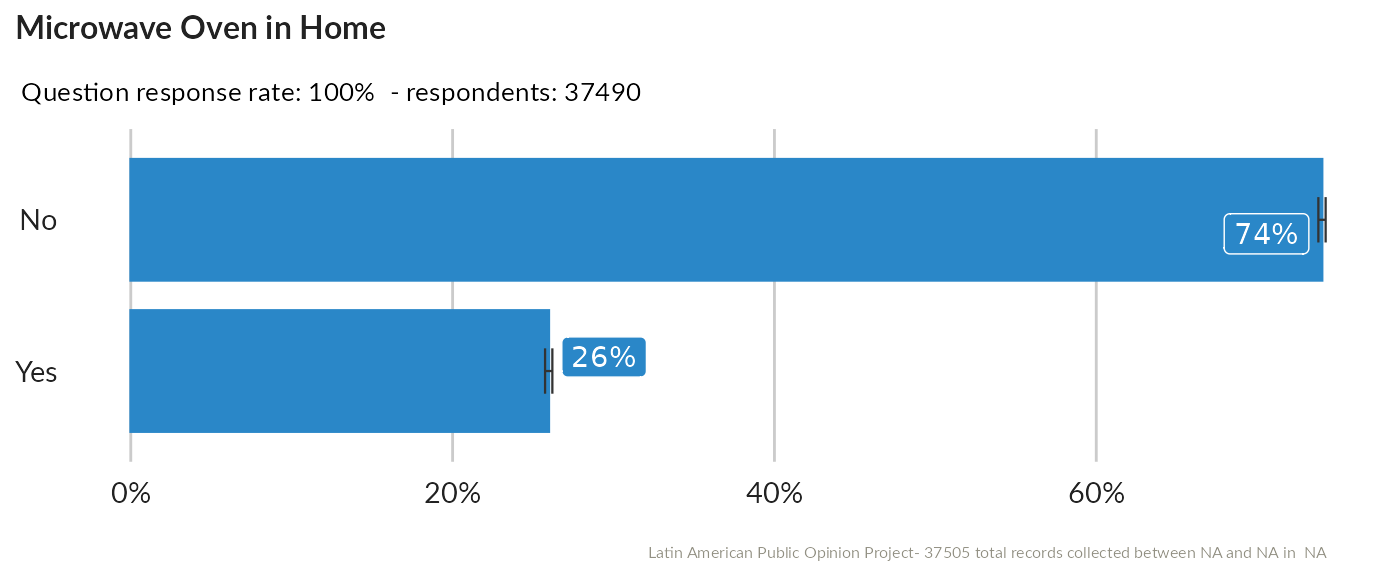 Microwave Oven in Home
Question response rate: 100% - respondents: 37490
No
74%
Yes
26%
0% 20% 40% 60%
Latin American Public Opinion Project- 37505 total records collected between NA and NA in NA